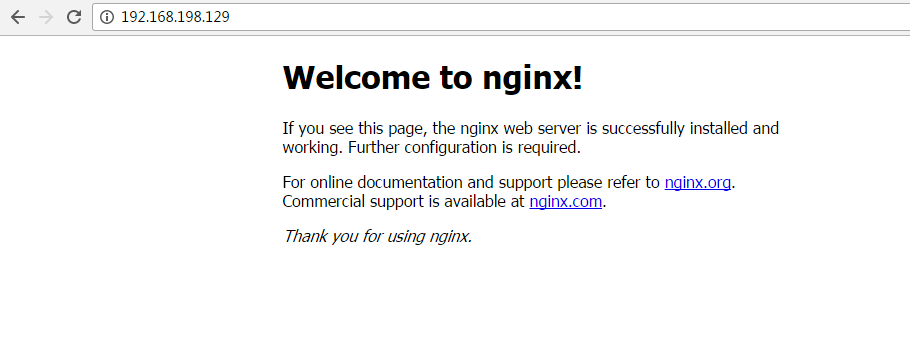 192.168.198.129
Welcome to nginx!
If you see this page, the nginx web server is successfully installed and
working. Further configuration is required.
For online documentation and support please refer to nginx.org.
Commercial support is available at nginx.com.
Thank you for using nginx.